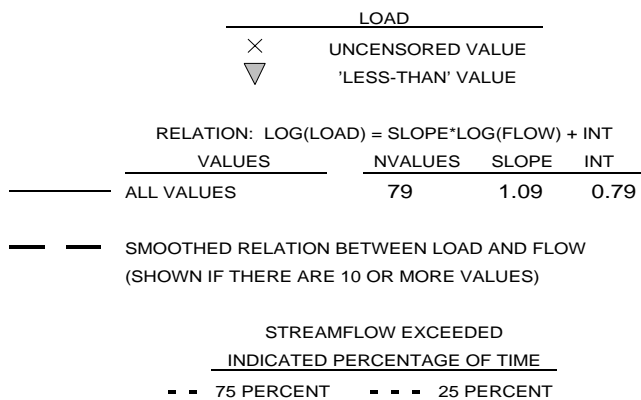 LOAD
UNCENSORED VALUE
'LESS-THAN' VALUE
RELATION: LOG(LOAD) = SLOPE*LOG(FLOW) + INT
VALUES NVALUES SLOPE INT
ALL VALUES 79 1.09 0.79
SMOOTHED RELATION BETWEEN LOAD AND FLOW
(SHOWN IF THERE ARE 10 OR MORE VALUES)
STREAMFLOW EXCEEDED
INDICATED PERCENTAGE OF TIME
75 PERCENT 25 PERCENT